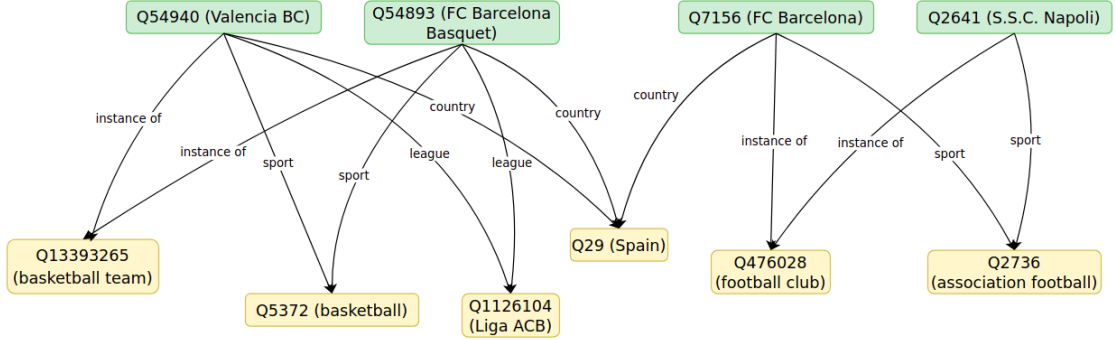 Q54940 (Valencia BC)
Q54893 (FC Barcelona
Basquet)
Q7156 (FC Barcelona)
Q2641 (S.S.C. Napoli)
country
country
country
instance of
instance of
sport
league
league
sport
instance of
instance of
sport
sport
Q13393265
(basketball team)
Q5372 (basketball)
Q1126104
(Liga ACB)
Q29 (Spain)
Q476028
(football club)
Q2736
(association football)